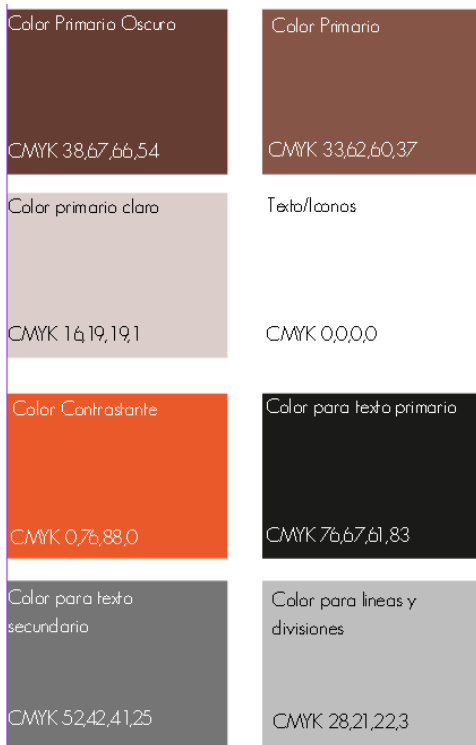 Color Primario Oscuro
CMYK 38,67,66,54
Color Primario
CMYK 33,62,60,37
Color primario claro
CMYK 16,19,19,1
Texto/Iconos
CMYK 0,0,0,0
Color Contrastante
CMYK 0,76,88,0
Color para texto primario
CMYK 76,67,61,83
Color para texto
secundario
CMYK 52,42,41,25
Color para lineas y
divisiones
CMYK 28,21,22,3